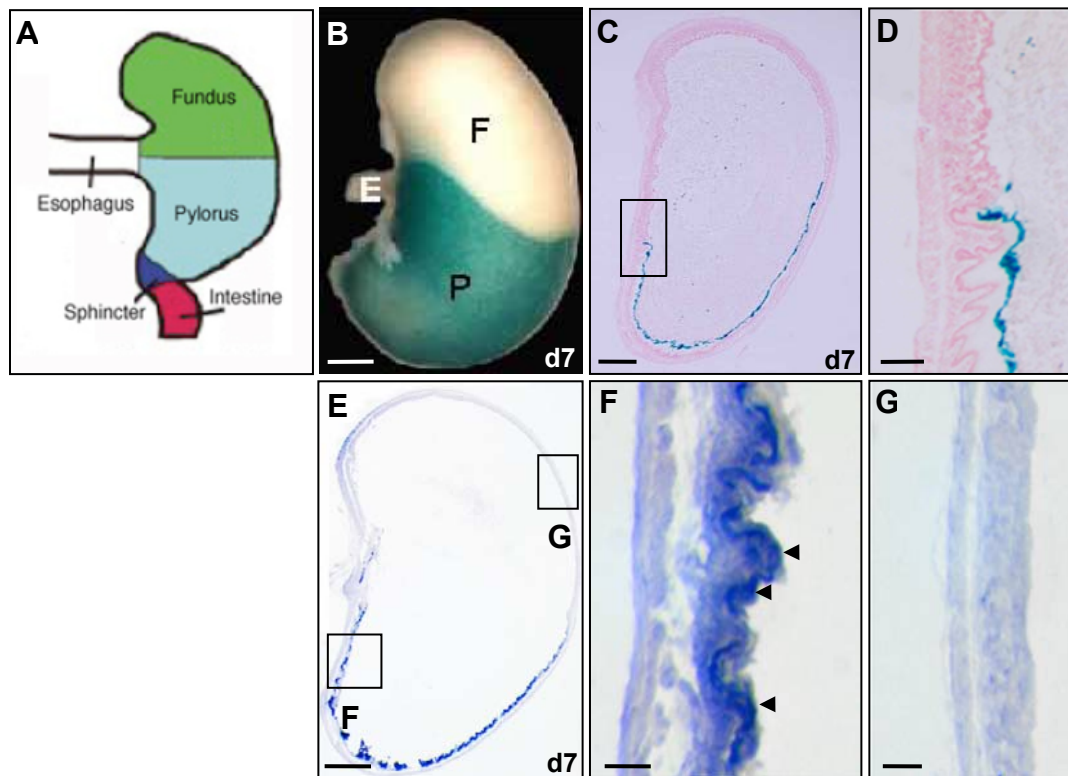 A
Fundus
Esophagus
Pylorus
Sphincter
Intestine
B
F
E
P
d7
C
d7
D
E
G
F
d7
F
G